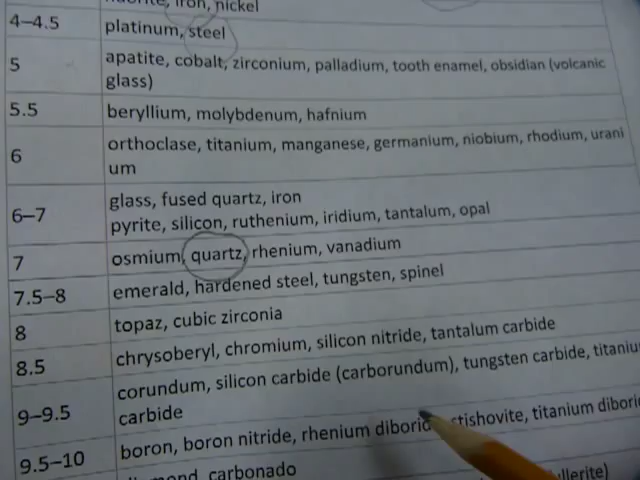 iron, nickel
4–4.5 platinum, steel
5 apatite, cobalt, zirconium, palladium, tooth enamel, obsidian (volcanic
glass)
5.5 beryllium, molybdenum, hafnium
6 orthoclase, titanium, manganese, germanium, niobium, rhodium, urani
um
6–7 glass, fused quartz, iron
pyrite, silicon, ruthenium, iridium, tantalum, opal
7 osmium, quartz, rhenium, vanadium
7.5–8 emerald, hardened steel, tungsten, spinel
8 topaz, cubic zirconia
8.5 chrysoberyl, chromium, silicon nitride, tantalum carbide
9–9.5 corundum, silicon carbide (carborundum), tungsten carbide, titaniu
carbide
9.5–10 boron, boron nitride, rhenium diborid stishovite, titanium dibori
carbonado